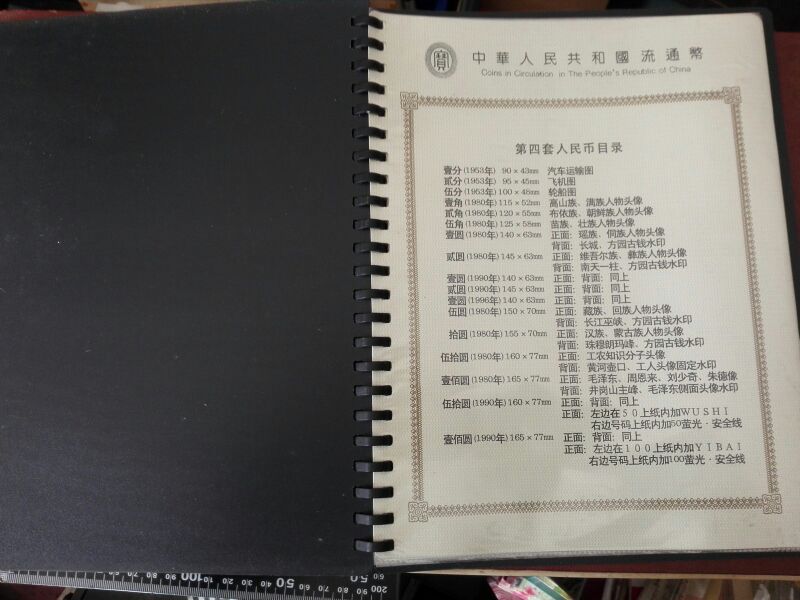 寶
中華人民共和國流通幣
Coins in Circulation in The People's Republic of China
第四套人民币目录
壹分(1953年) 90×43mm 汽车运输图
贰分(1953年) 95×45mm 飞机图
伍分(1953年) 100×48mm 轮船图
壹角(1980年) 115×52mm 高山族、满族人物头像
贰角(1980年) 120×55mm 布依族、朝鲜族人物头像
伍角(1980年) 125×58mm 苗族、壮族人物头像
壹圆(1980年) 140×63mm 正面：瑶族、侗族人物头像
背面：长城、方园古钱水印
贰圆(1980年) 145×63mm 正面：维吾尔族、彝族人物头像
背面：南天一柱、方园古钱水印
壹圆(1990年) 140×63mm 正面：背面：同上
贰圆(1990年) 145×63mm 正面：背面：同上
壹圆(1996年) 140×63mm 正面：背面：同上
伍圆(1980年) 150×70mm 正面：藏族、回族人物头像
背面：长江巫峡、方园古钱水印
拾圆(1980年) 155×70mm 正面：汉族、蒙古族人物头像
背面：珠穆朗玛峰、方园古钱水印
伍拾圆(1980年) 160×77mm 正面：工农知识分子头像
背面：黄河壶口、工人头像固定水印
壹佰圆(1980年) 165×77mm 正面：毛泽东、周恩来、刘少奇、朱德像
背面：井岗山主峰、毛泽东侧面头像水印
伍拾圆(1990年) 160×77mm 正面：背面：同上
正面：左边在５０上纸内加ＷＵＳＨＩ
右边号码上纸内加50萤光·安全线
壹佰圆(1990年) 165×77mm 正面：背面：同上
正面：左边在１００上纸内加ＹＩＢＡＩ
右边号码上纸内加100萤光·安全线